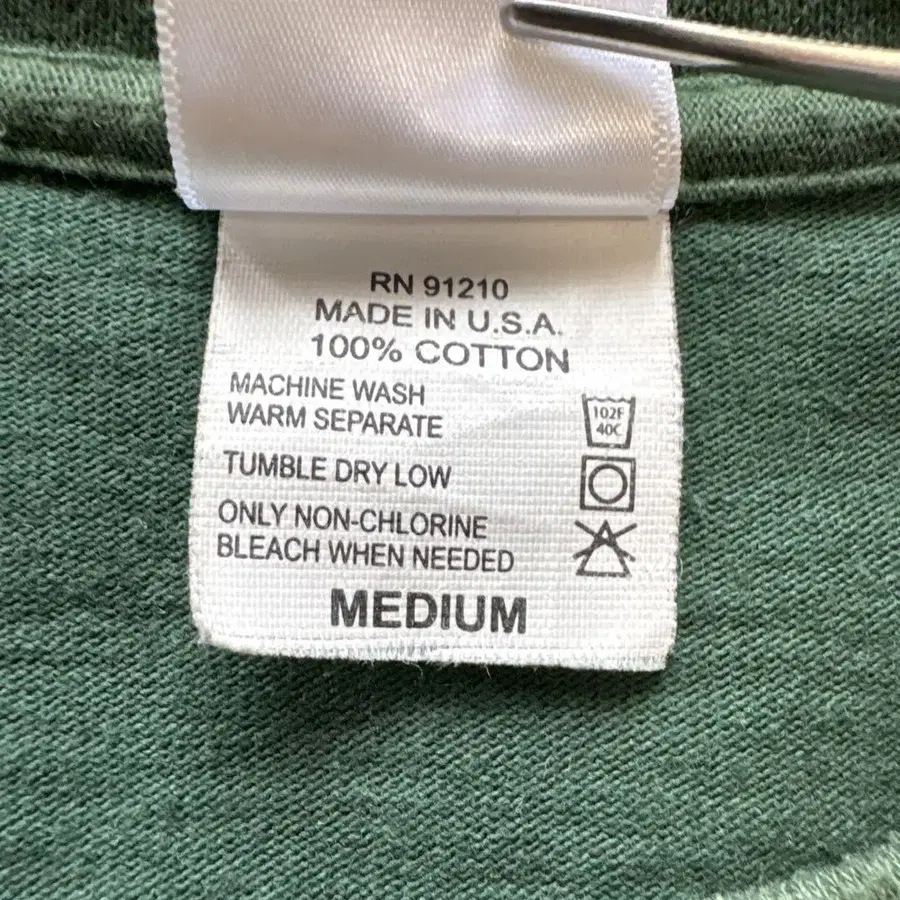 RN 91210
MADE IN U.S.A.
100% COTTON
MACHINE WASH
WARM SEPARATE
102F
40C
TUMBLE DRY LOW
ONLY NON-CHLORINE
BLEACH WHEN NEEDED
MEDIUM